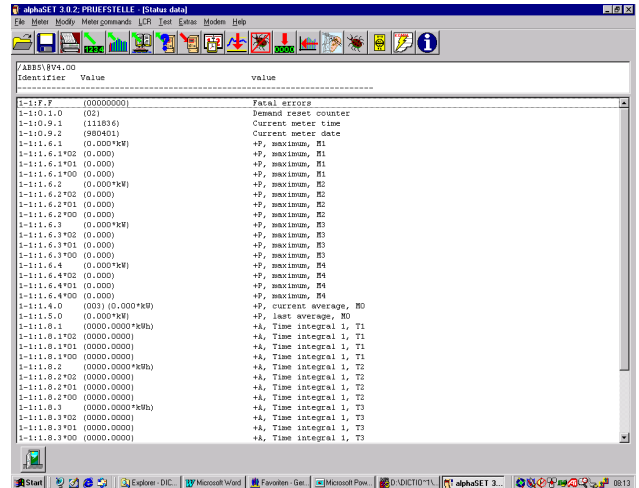 alphaSET 3.0.2; PRUEFSTELLE - [Status data]
File Meter Modify Meter commands LCR Test Extras Modem Help
/ABB5\@V4.00
Identifier Value value
--------------------------------------------------------------------------
1-1:F.F (00000000) Fatal errors
1-1:0.1.0 (02) Demand reset counter
1-1:0.9.1 (111836) Current meter time
1-1:0.9.2 (980401) Current meter date
1-1:1.6.1 (0.000*kW) +P, maximum, M1
1-1:1.6.1*02 (0.000) +P, maximum, M1
1-1:1.6.1*01 (0.000) +P, maximum, M1
1-1:1.6.1*00 (0.000) +P, maximum, M1
1-1:1.6.2 (0.000*kW) +P, maximum, M2
1-1:1.6.2*02 (0.000) +P, maximum, M2
1-1:1.6.2*01 (0.000) +P, maximum, M2
1-1:1.6.2*00 (0.000) +P, maximum, M2
1-1:1.6.3 (0.000*kW) +P, maximum, M3
1-1:1.6.3*02 (0.000) +P, maximum, M3
1-1:1.6.3*01 (0.000) +P, maximum, M3
1-1:1.6.3*00 (0.000) +P, maximum, M3
1-1:1.6.4 (0.000*kW) +P, maximum, M4
1-1:1.6.4*02 (0.000) +P, maximum, M4
1-1:1.6.4*01 (0.000) +P, maximum, M4
1-1:1.6.4*00 (0.000) +P, maximum, M4
1-1:1.4.0 (003)(0.000*kW) +P, current average, M0
1-1:1.5.0 (0.000*kW) +P, last average, M0
1-1:1.8.1 (0000.0000*kWh) +A, Time integral 1, T1
1-1:1.8.1*02 (0000.0000) +A, Time integral 1, T1
1-1:1.8.1*01 (0000.0000) +A, Time integral 1, T1
1-1:1.8.1*00 (0000.0000) +A, Time integral 1, T1
1-1:1.8.2 (0000.0000*kWh) +A, Time integral 1, T2
1-1:1.8.2*02 (0000.0000) +A, Time integral 1, T2
1-1:1.8.2*01 (0000.0000) +A, Time integral 1, T2
1-1:1.8.2*00 (0000.0000) +A, Time integral 1, T2
1-1:1.8.3 (0000.0000*kWh) +A, Time integral 1, T3
1-1:1.8.3*02 (0000.0000) +A, Time integral 1, T3
1-1:1.8.3*01 (0000.0000) +A, Time integral 1, T3
1-1:1.8.3*00 (0000.0000) +A, Time integral 1, T3
Start Explorer - DIC... Microsoft Word Favoriten - Ger... Microsoft Pow... D:\DICTIO~1\... alphaSET 3.... 08:13